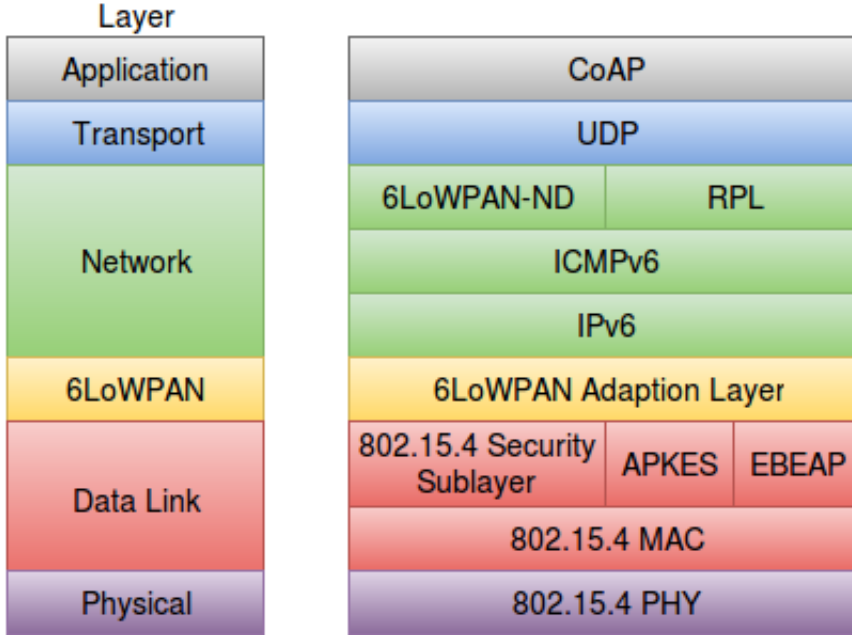 Layer
Application
CoAP
Transport
UDP
Network
6LoWPAN-ND
RPL
ICMPv6
IPv6
6LoWPAN
6LoWPAN Adaption Layer
Data Link
802.15.4 Security
Sublayer
APKES
EBEAP
802.15.4 MAC
Physical
802.15.4 PHY